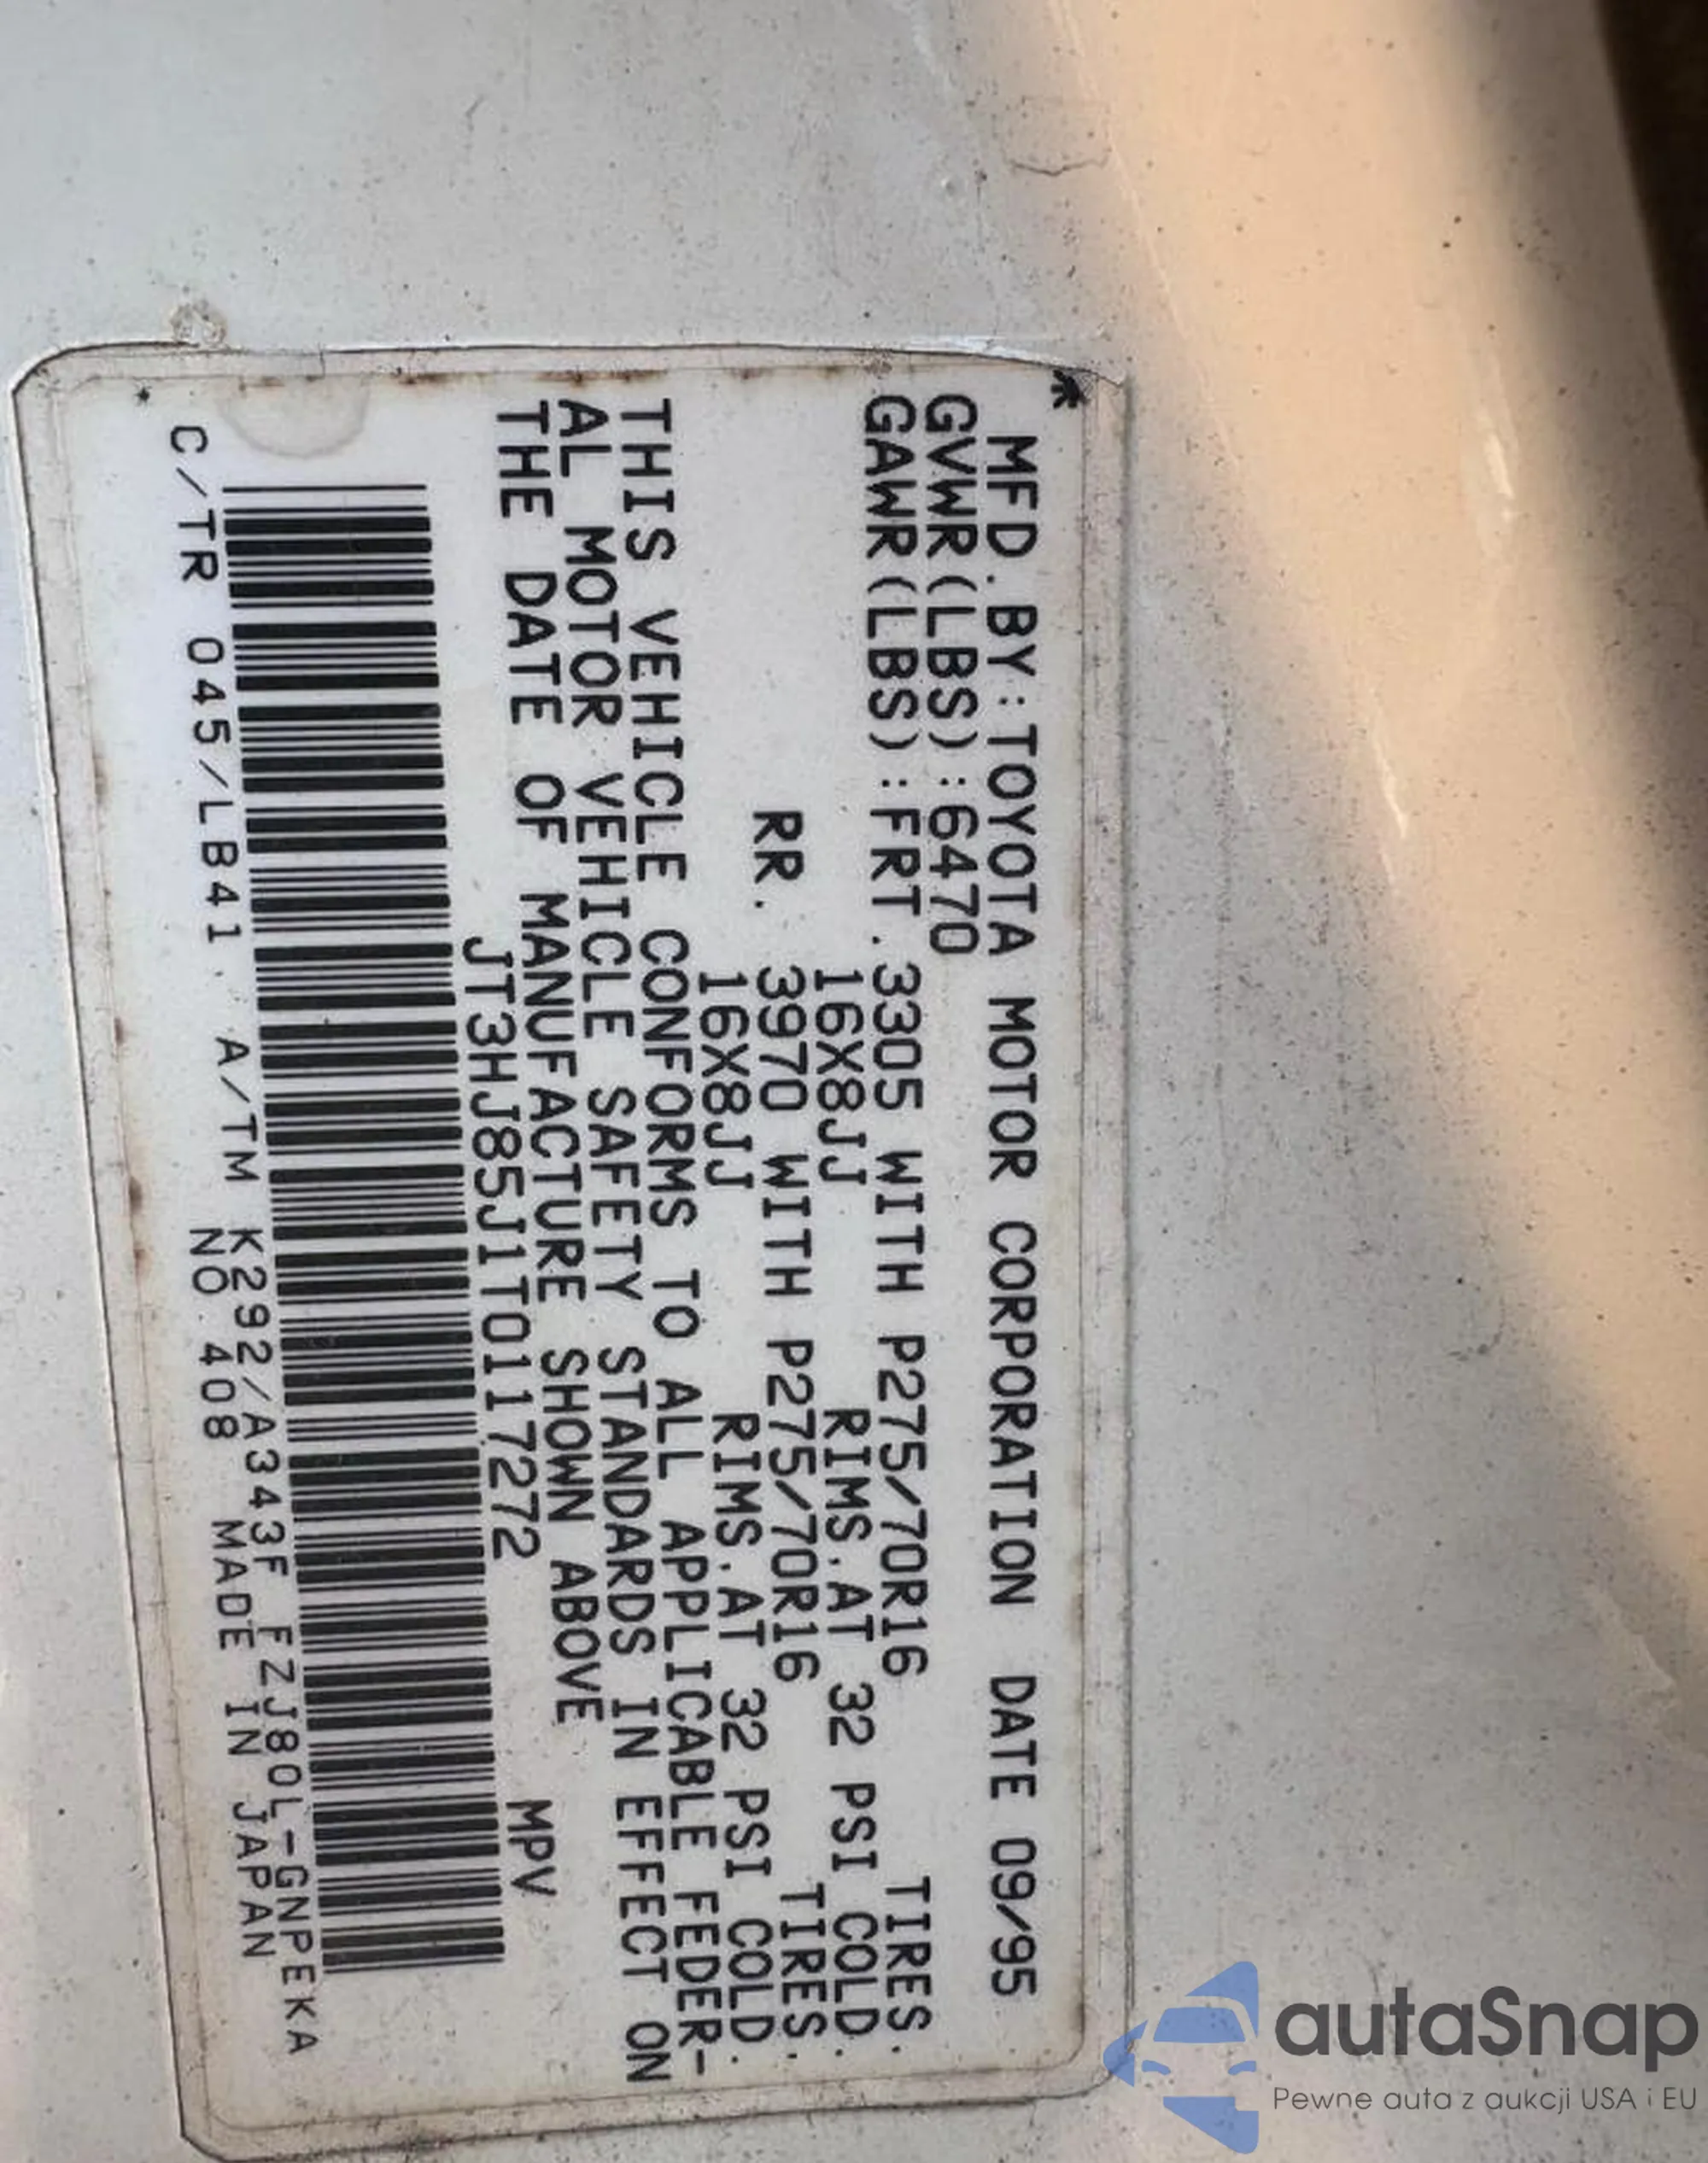 *
MFD.BY:TOYOTA MOTOR CORPORATION DATE 09/95
GVWR(LBS):6470
GAWR(LBS):FRT. 3305 WITH P275/70R16 TIRES.
16X8JJ RIMS.AT 32 PSI COLD.
RR. 3970 WITH P275/70R16 TIRES.
16X8JJ RIMS.AT 32 PSI COLD.
THIS VEHICLE CONFORMS TO ALL APPLICABLE FEDER-
AL MOTOR VEHICLE SAFETY STANDARDS IN EFFECT ON
THE DATE OF MANUFACTURE SHOWN ABOVE
JT3HJ85J1T0117272 MPV
C/TR 045/LB41 A/TM K292/A343F FZJ80L-GNPEKA
NO.408 MADE IN JAPAN
autaSnap
Pewne auta z aukcji USA i EU